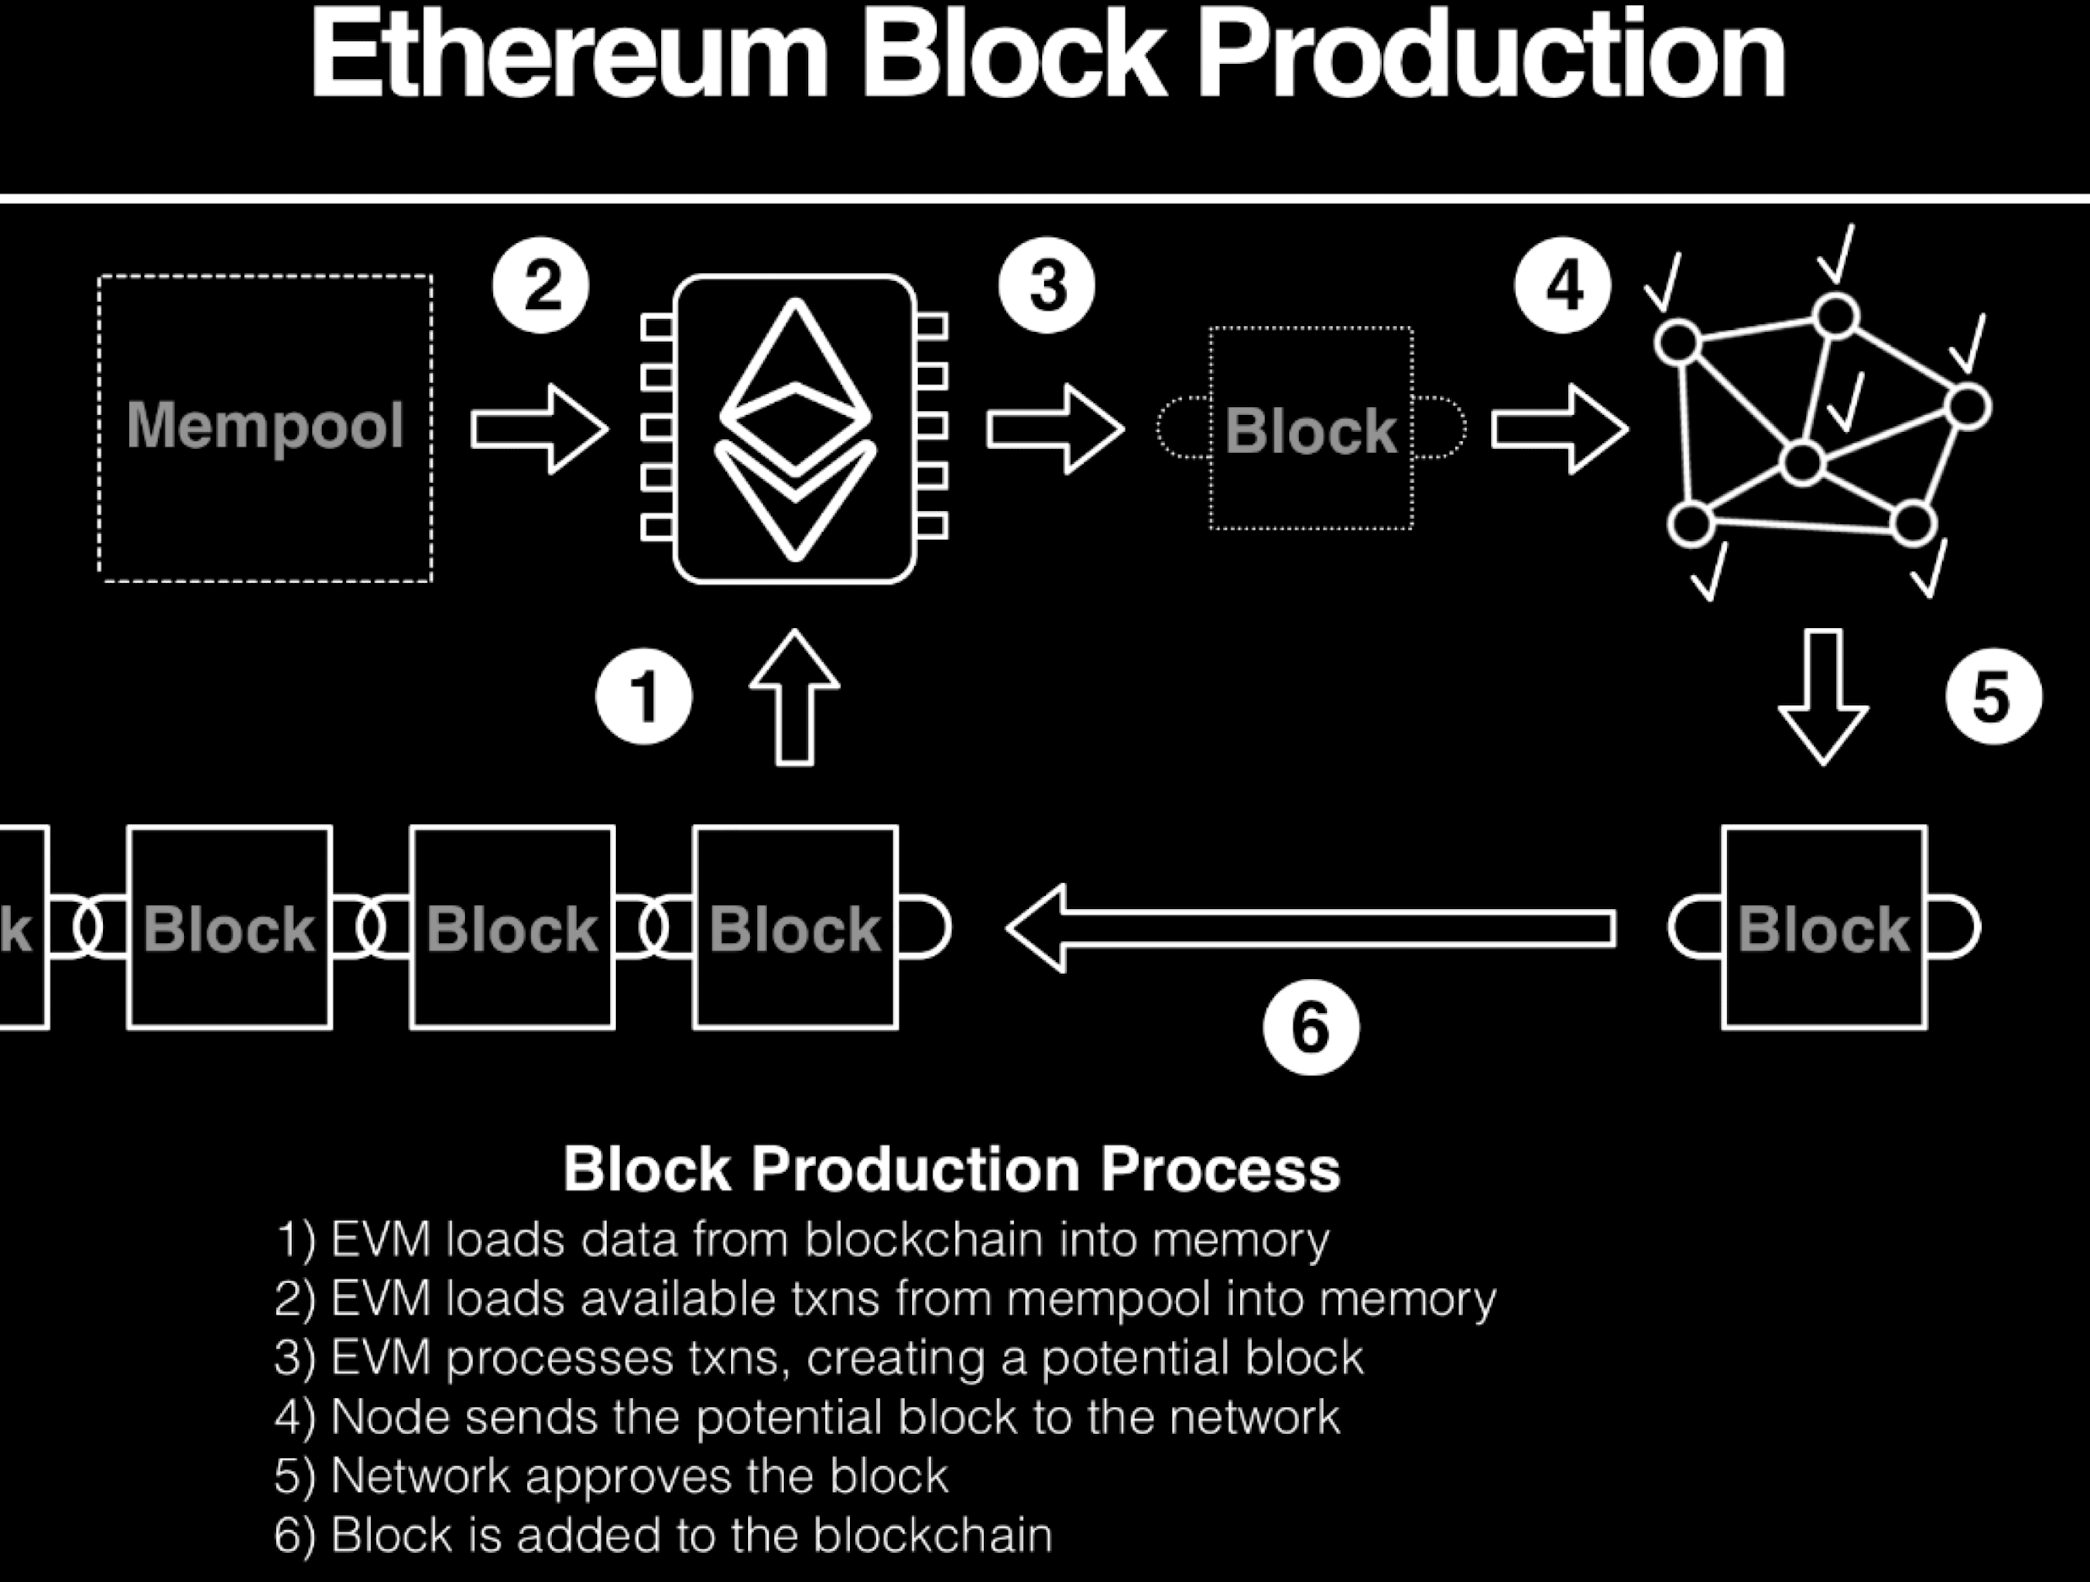 Ethereum Block Production
2
3
4
Mempool
Block
1
5
k Block Block Block
Block
6
Block Production Process
1) EVM loads data from blockchain into memory
2) EVM loads available txns from mempool into memory
3) EVM processes txns, creating a potential block
4) Node sends the potential block to the network
5) Network approves the block
6) Block is added to the blockchain